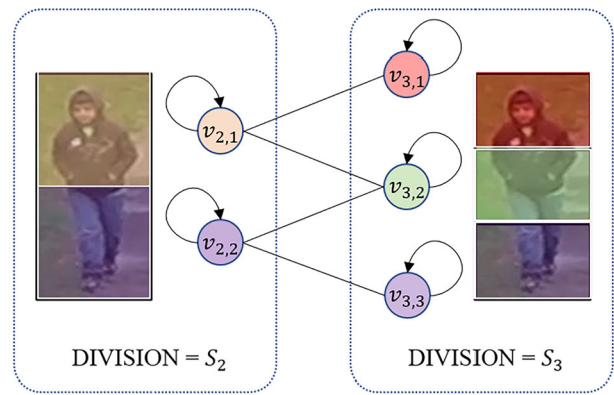 v2,1
v2,2
v3,1
v3,2
v3,3
DIVISION = S2
DIVISION = S3